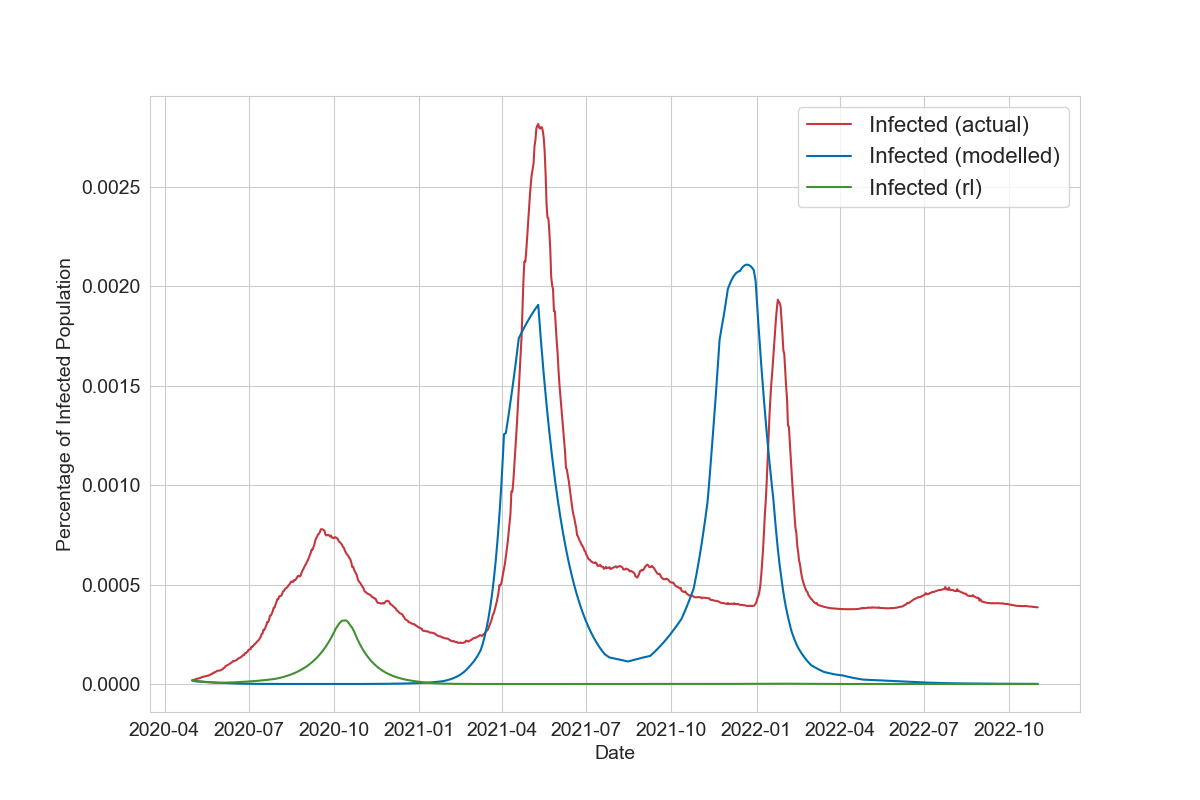 Infected (actual)
Infected (modelled)
Infected (rl)
Percentage of Infected Population
0.0025
0.0020
0.0015
0.0010
0.0005
0.0000
2020-04 2020-07 2020-10 2021-01 2021-04 2021-07 2021-10 2022-01 2022-04 2022-07 2022-10
Date